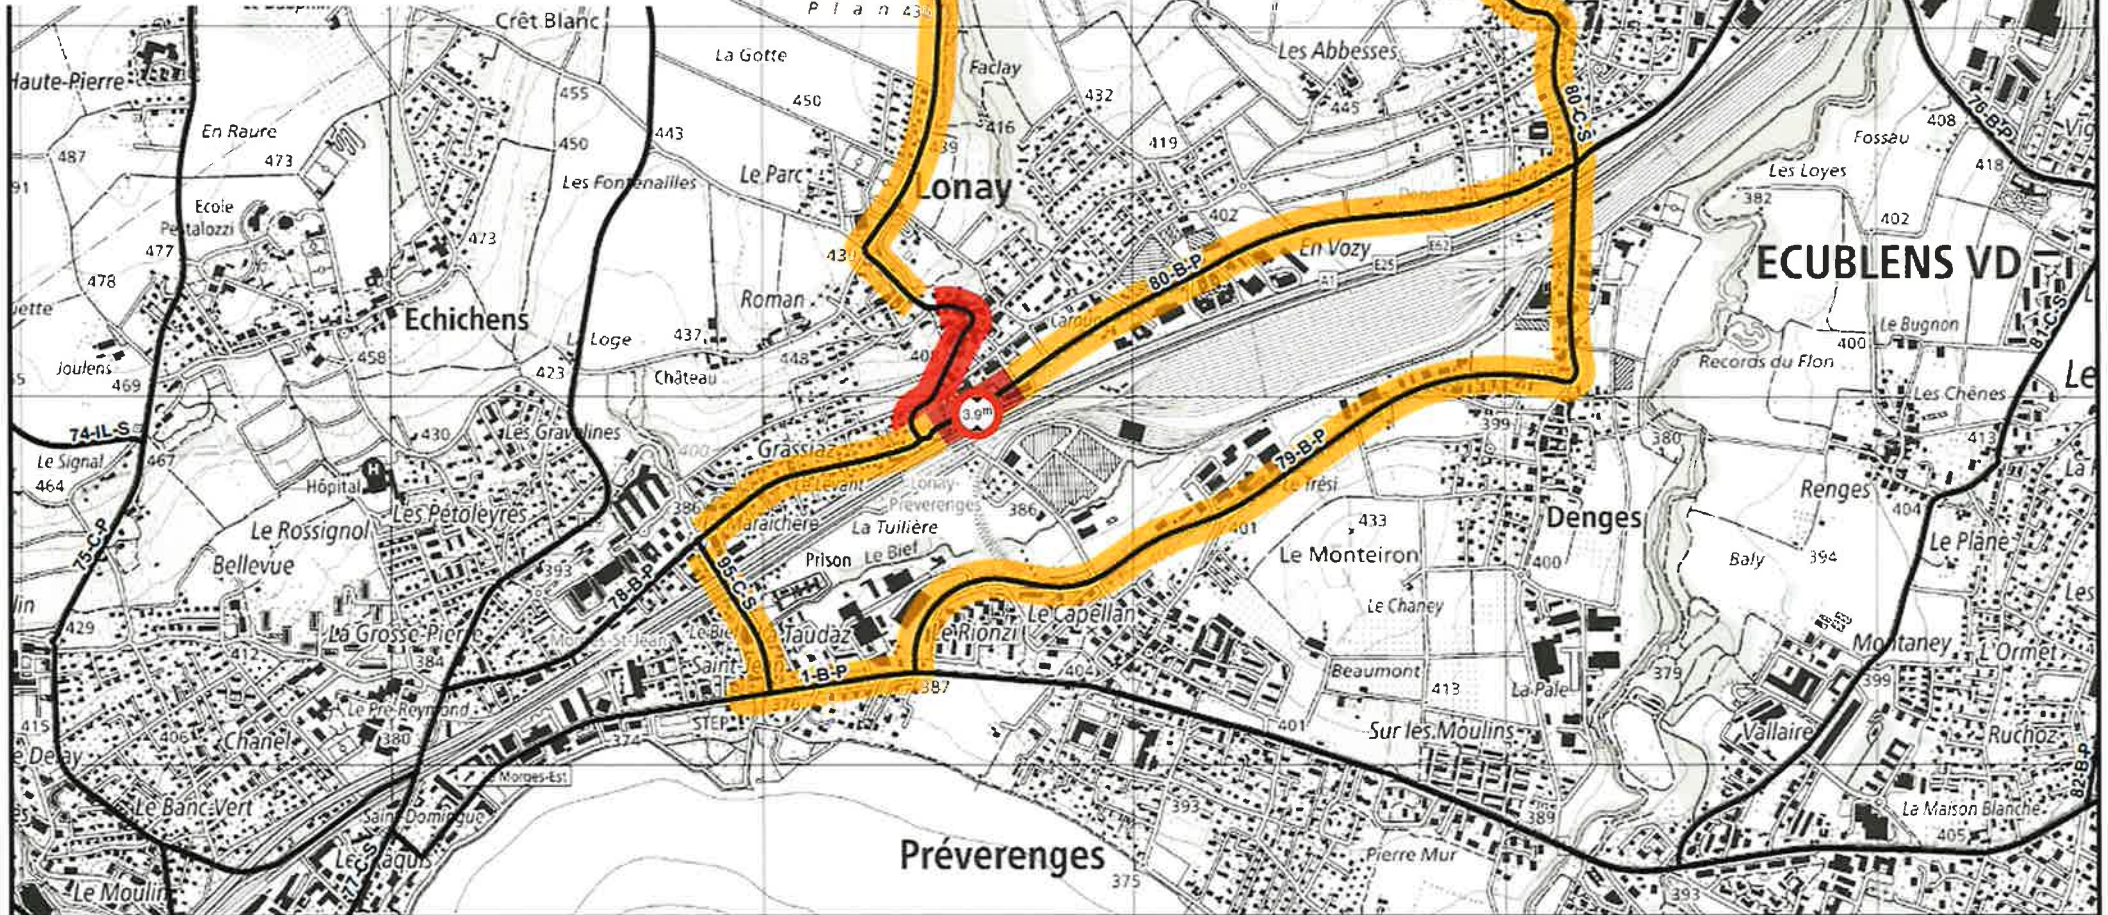 Crêt Blanc
P l a n
La Gotte
Les Abbesses
Haute-Pierre
Faclay
455
450
432
445
80-C-S
76-B-P
408
En Raure
443
416
Fossau
473
450
439
419
418
487
Le Parc
Les Loyes
Les Fontenailles
Lonay
382
Ecole
Pestalozzi
402
402
473
477
En Vozy
E62
E25
A1
ECUBLENS VD
478
80-B-P
Roman
Echichens
437
La Loge
81-C-S
Le Bugnon
400
458
448
Château
Records du Flon
Joulens
469
423
Les Chênes
3.9m
74-IL-S
430
Les Gravalines
399
380
413
Le Signal
467
400
464
Hôpital
Le Levant
Lonay-
Préverenges
79-B-P
Le Trési
Renges
386
386
Le Rossignol
Les Pétoleyres
Maraîchère
La Tuilière
401
433
Denges
404
75-C-P
Bellevue
Prison
Le Bief
Le Monteiron
Le Plane
Baly
394
393
400
78-B-P
95-C-S
Le Chaney
Le Capellan
429
La Grosse-Pierre
Taudaz
Le Rionzi
Montaney
L'Ormet
412
384
Saint-Jean
1-B-P
404
Beaumont
379
387
413
La Pale
399
Le Pré-Reymond
415
406
Chanel
380
374
STEP
401
Sur les Moulins
Vallaire
Ruchoz
Morges-Est
82-B-P
Le Banc-Vert
Saint-Dominique
393
389
La Maison Blanche
405
Préverenges
Pierre Mur
375
77-C-S
Le Moulin
393